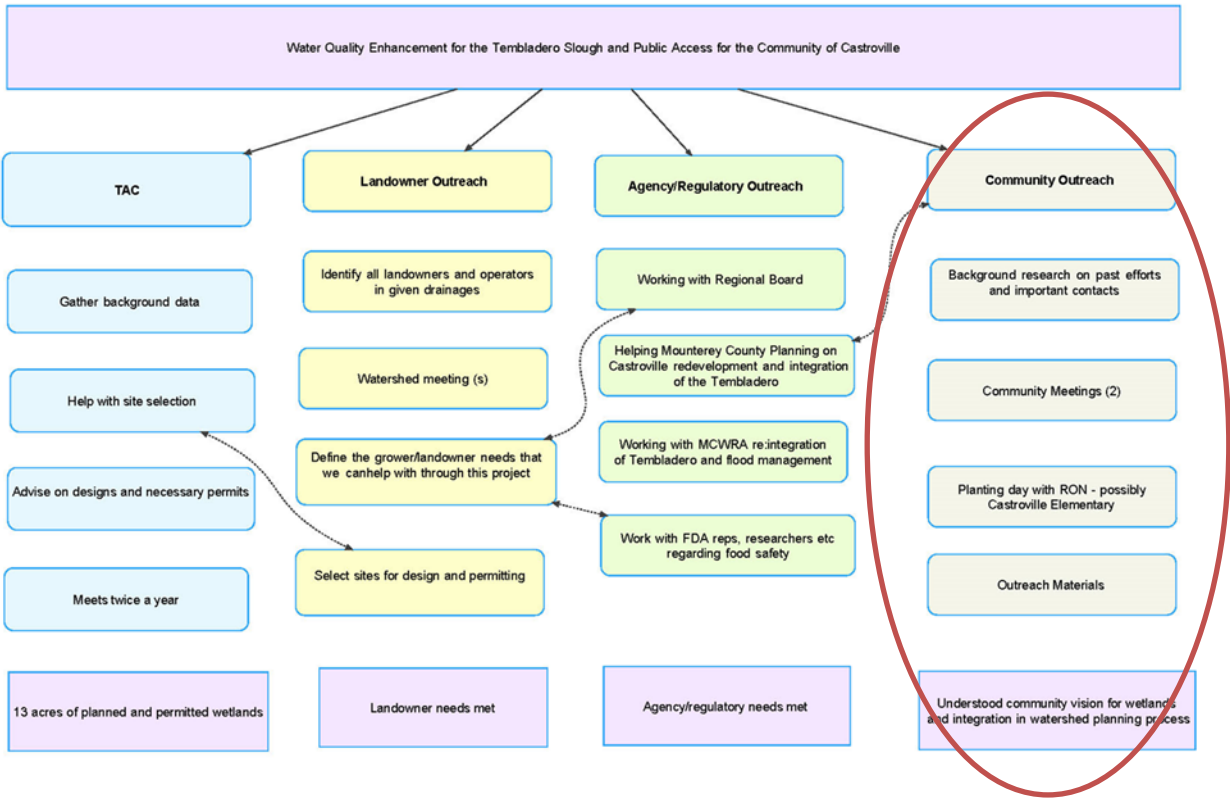 Water Quality Enhancement for the Tembladero Slough and Public Access for the Community of Castroville
TAC
Gather background data
Help with site selection
Advise on designs and necessary permits
Meets twice a year
13 acres of planned and permitted wetlands
Landowner Outreach
Identify all landowners and operators
in given drainages
Watershed meeting (s)
Define the grower/landowner needs that
we canhelp with through this project
Select sites for design and permitting
Landowner needs met
Agency/Regulatory Outreach
Working with Regional Board
Helping Mounterey County Planning on
Castroville redevelopment and integration
of the Tembladero
Working with MCWRA re:integration
of Tembladero and flood management
Work with FDA reps, researchers etc
regarding food safety
Agency/regulatory needs met
Community Outreach
Background research on past efforts
and important contacts
Community Meetings (2)
Planting day with RON - possibly
Castroville Elementary
Outreach Materials
Understood community vision for wetlands
and integration in watershed planning process